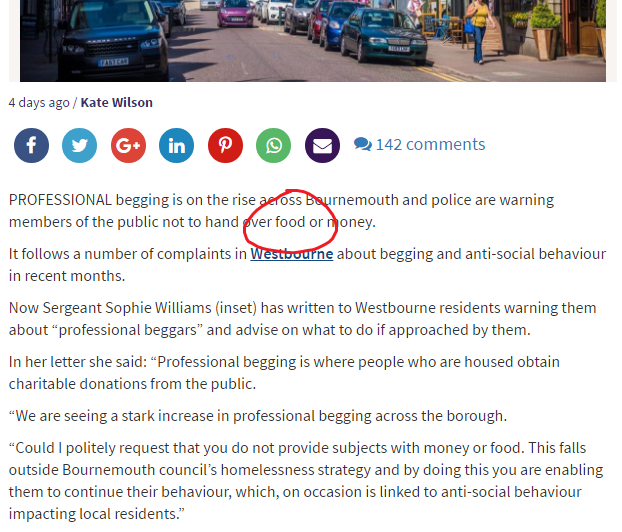 4 days ago / Kate Wilson
142 comments
PROFESSIONAL begging is on the rise across Bournemouth and police are warning
members of the public not to hand over food or money.
It follows a number of complaints in Westbourne about begging and anti-social behaviour
in recent months.
Now Sergeant Sophie Williams (inset) has written to Westbourne residents warning them
about “professional beggars” and advise on what to do if approached by them.
In her letter she said: “Professional begging is where people who are housed obtain
charitable donations from the public.
“We are seeing a stark increase in professional begging across the borough.
“Could I politely request that you do not provide subjects with money or food. This falls
outside Bournemouth council’s homelessness strategy and by doing this you are enabling
them to continue their behaviour, which, on occasion is linked to anti-social behaviour
impacting local residents.”